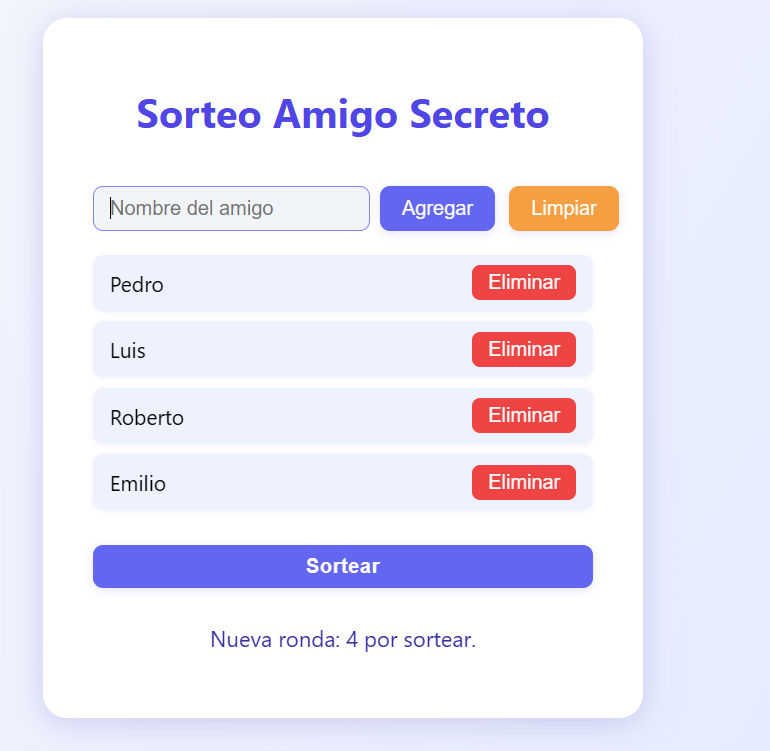 Sorteo Amigo Secreto
Nombre del amigo Agregar Limpiar
Pedro Eliminar
Luis Eliminar
Roberto Eliminar
Emilio Eliminar
Sortear
Nueva ronda: 4 por sortear.